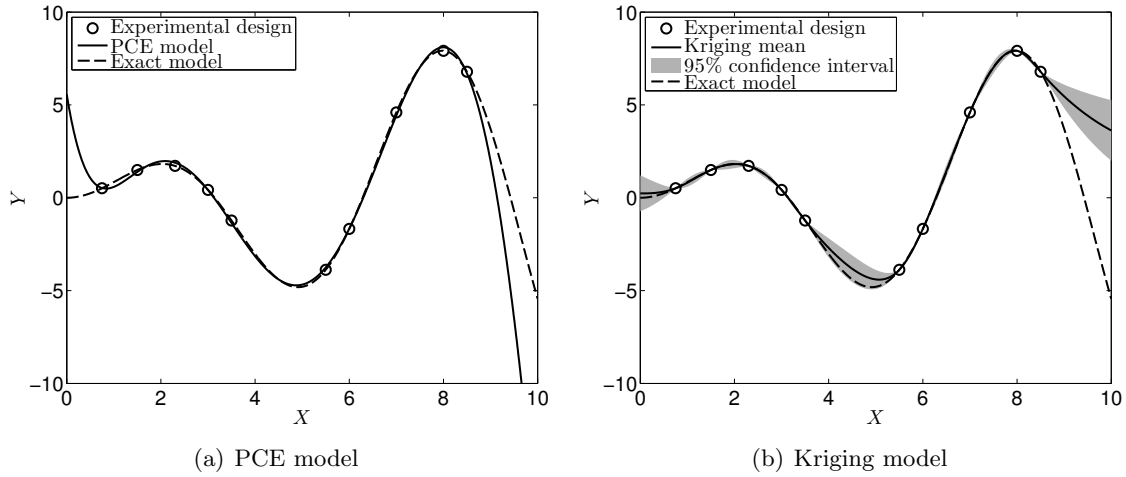 Experimental design
PCE model
Exact model
10
5
0
−5
−10
Y
0
2
4
6
8
10
X
(a) PCE model
Experimental design
Kriging mean
95% confidence interval
Exact model
10
5
0
−5
−10
Y
0
2
4
6
8
10
X
(b) Kriging model